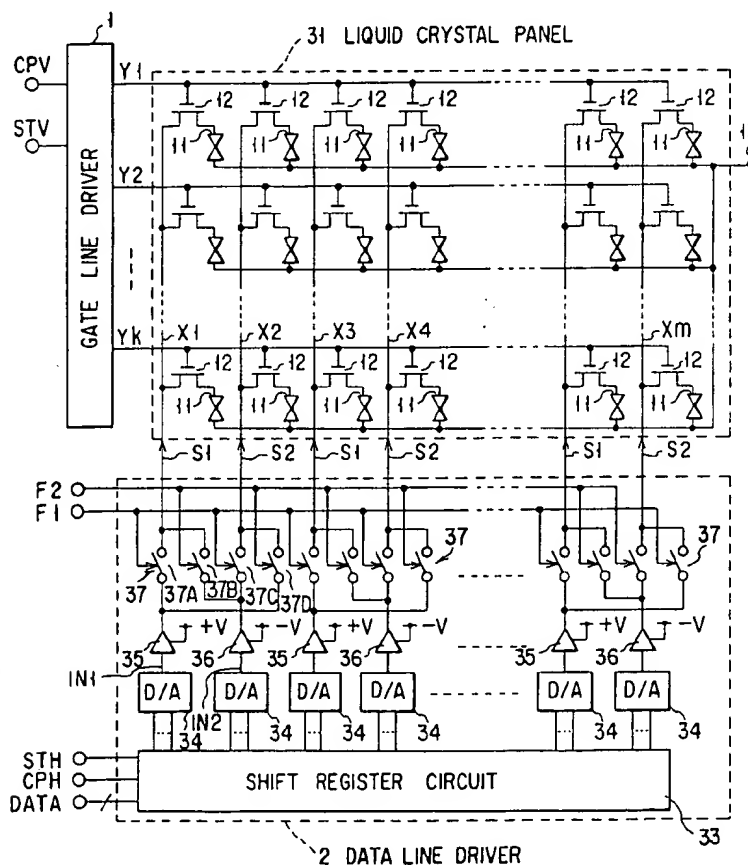 1
31 LIQUID CRYSTAL PANEL
CPV
STV
GATE LINE DRIVER
Y1
12 12 12 12 12 12
11 11 11 11 11 11
Y2
X1 X2 X3 X4 Xm
Yk
12 12 12 12 12 12
11 11 11 11 11 11
S1 S2 S1 S2 S1 S2
F2
F1
37 37
37 37A 37B 37C 37D
+V -V +V -V +V -V
35 36 35 36 35 36
IN1 IN2
D/A D/A D/A D/A D/A D/A
34 34 34 34 34 34
STH
CPH
DATA
SHIFT REGISTER CIRCUIT
33
2 DATA LINE DRIVER